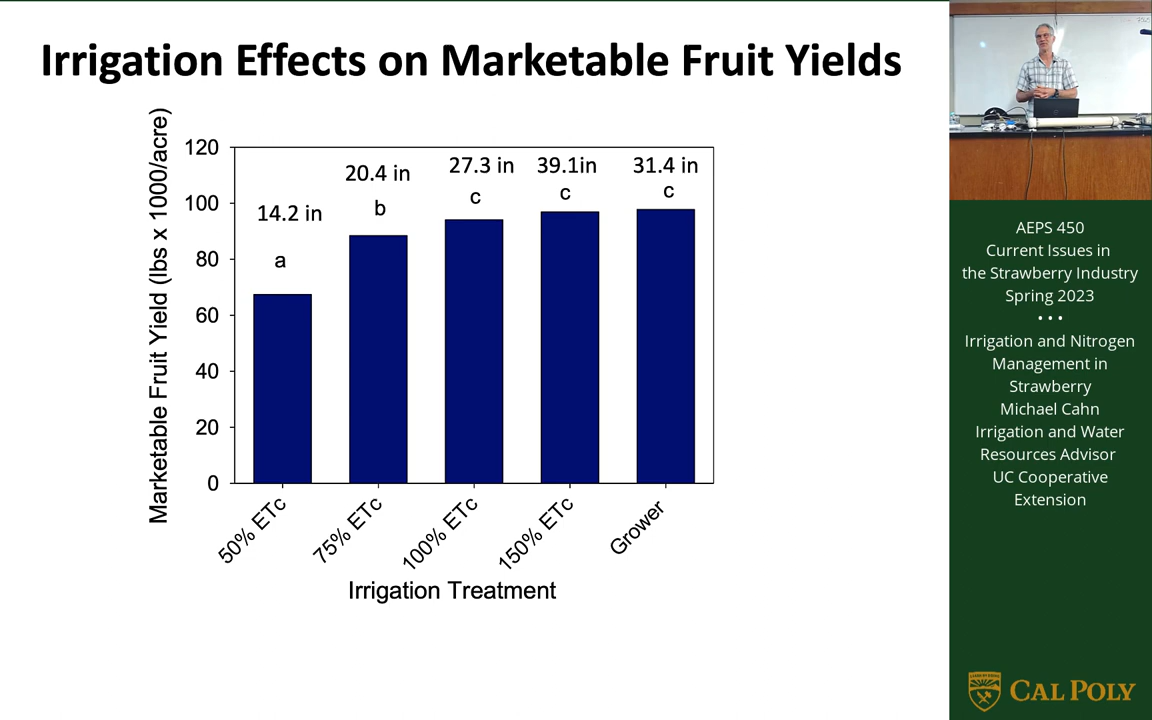 Irrigation Effects on Marketable Fruit Yields
Marketable Fruit Yield (lbs x 1000/acre)
120
100
80
60
40
20
0
14.2 in
a
20.4 in
b
27.3 in
c
39.1in
c
31.4 in
c
50% ETc
75% ETc
100% ETc
150% ETc
Grower
Irrigation Treatment
AEPS 450
Current Issues in
the Strawberry Industry
Spring 2023
• • •
Irrigation and Nitrogen
Management in
Strawberry
Michael Cahn
Irrigation and Water
Resources Advisor
UC Cooperative
Extension
CAL POLY